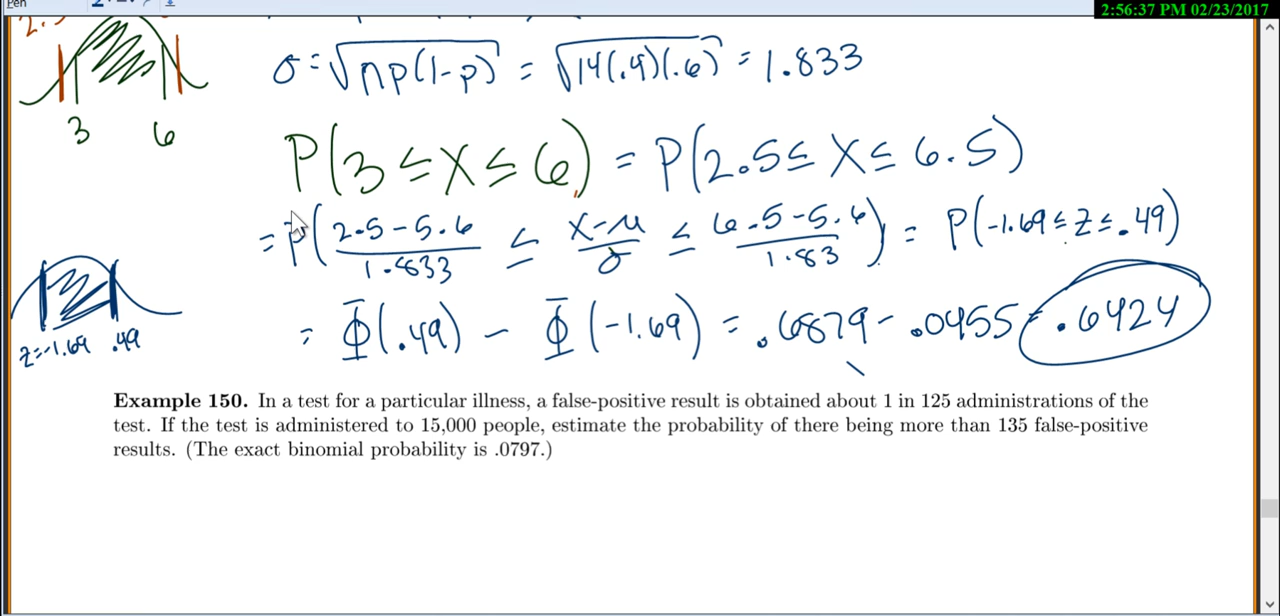 Pen
2:56:37 PM 02/23/2017
σ = √np(1-p) = √14(.4)(.6) = 1.833
3 6
P(3 ≤ X ≤ 6) = P(2.5 ≤ X ≤ 6.5)
= P( (2.5-5.6)/1.833 ≤ (X-μ)/σ ≤ (6.5-5.6)/1.83 ) = P(-1.69 ≤ Z ≤ .49)
= Φ(.49) - Φ(-1.69) = .6879 - .0455 = .6424
Z=-1.69 .49
Example 150. In a test for a particular illness, a false-positive result is obtained about 1 in 125 administrations of the
test. If the test is administered to 15,000 people, estimate the probability of there being more than 135 false-positive
results. (The exact binomial probability is .0797.)